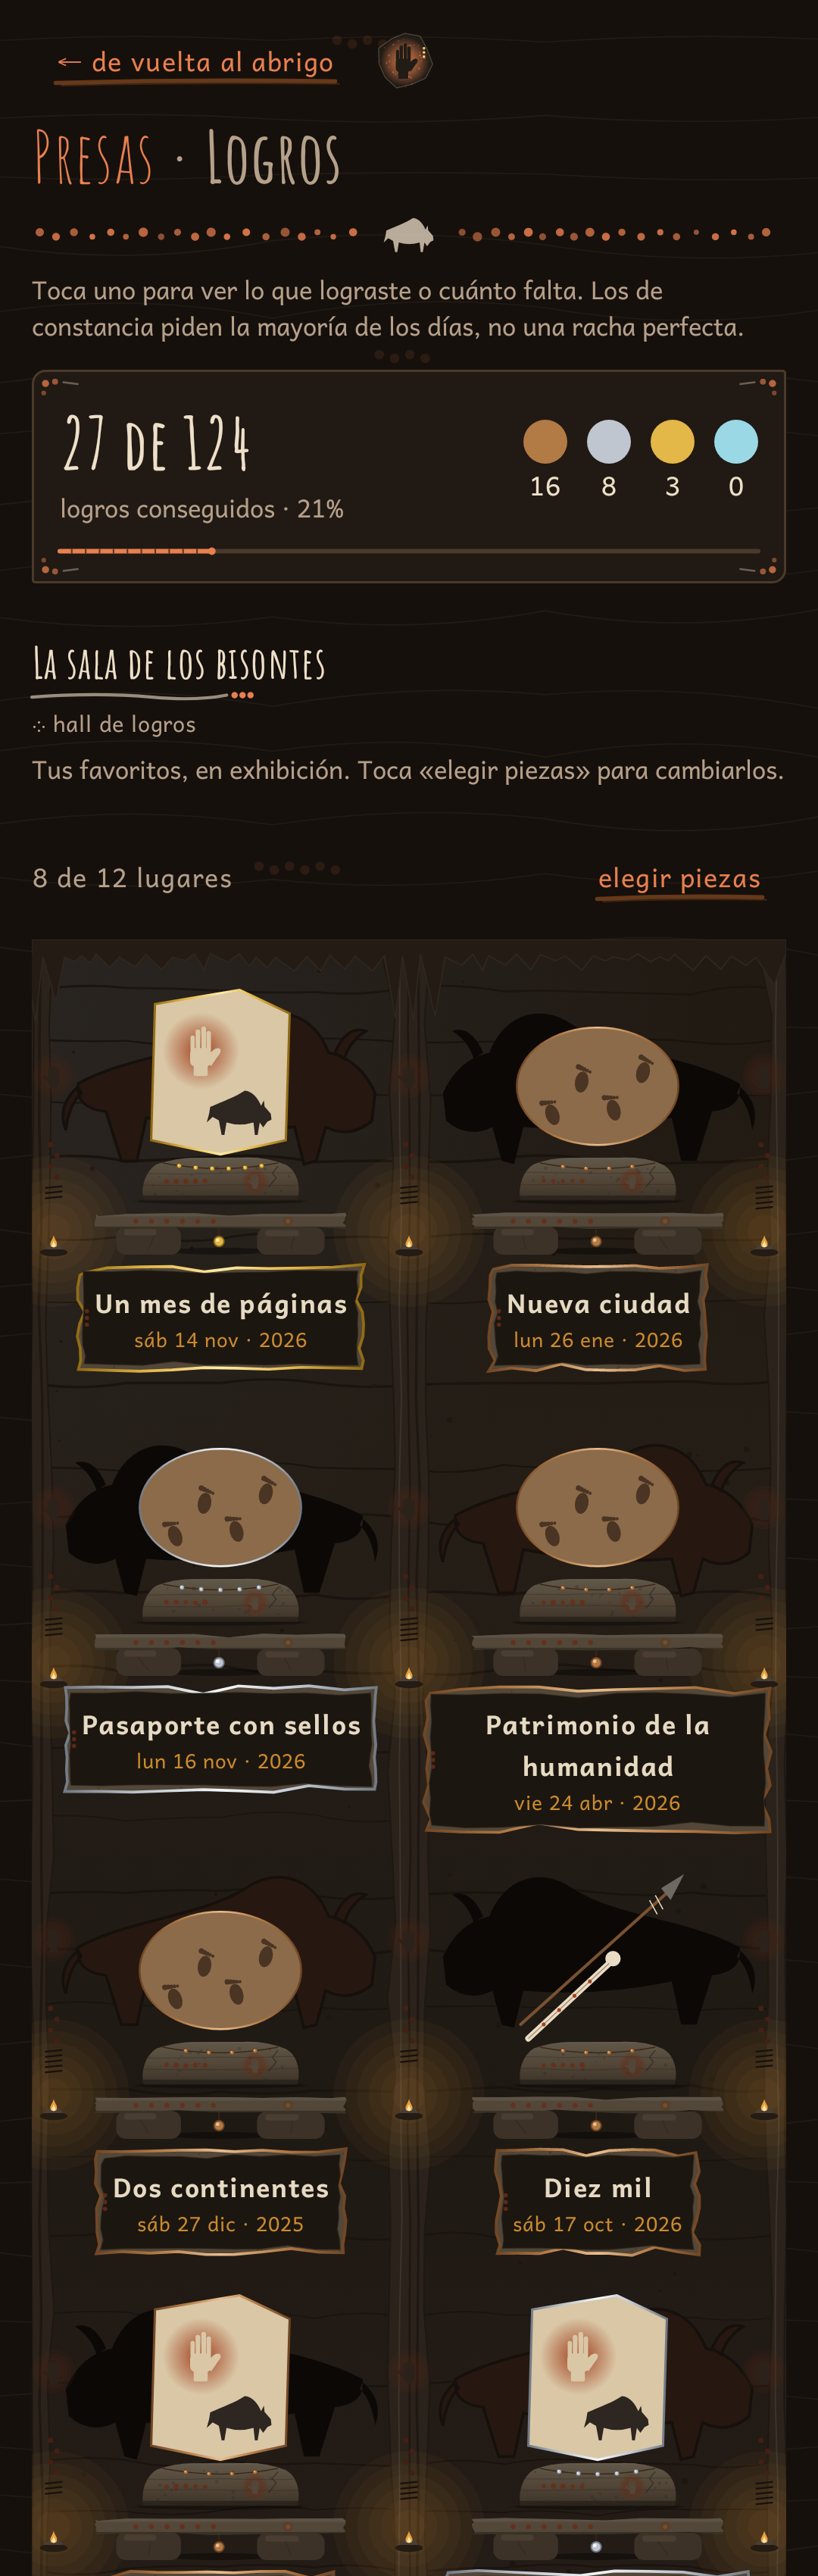 ← de vuelta al abrigo
Presas · Logros
Toca uno para ver lo que lograste o cuánto falta. Los de
constancia piden la mayoría de los días, no una racha perfecta.
27 de 124
16 8 3 0
logros conseguidos · 21%
La sala de los bisontes
hall de logros
Tus favoritos, en exhibición. Toca «elegir piezas» para cambiarlos.
8 de 12 lugares
elegir piezas
Un mes de páginas
sáb 14 nov · 2026
Nueva ciudad
lun 26 ene · 2026
Pasaporte con sellos
lun 16 nov · 2026
Patrimonio de la
humanidad
vie 24 abr · 2026
Dos continentes
sáb 27 dic · 2025
Diez mil
sáb 17 oct · 2026